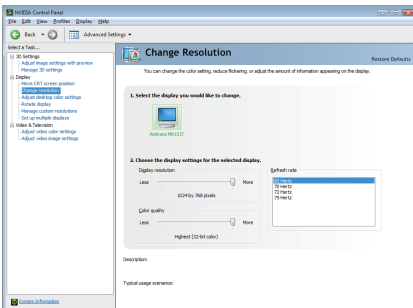 NVIDIA Control Panel
File Edit View Profiles Display Help
Back Advanced Settings
Select a Task...
3D Settings
Adjust image settings with preview
Manage 3D settings
Display
Move CRT screen position
Change resolution
Adjust desktop color settings
Rotate display
Manage custom resolutions
Set up multiple displays
Video & Television
Adjust video color settings
Adjust video image settings
System Information
Change Resolution
Restore Defaults
You can change the color setting, reduce flickering, or adjust the amount of information appearing on the display.
1. Select the display you would like to change.
2. Choose the display settings for the selected display.
Display resolution
Less More
1024 by 768 pixels
Color quality
Less More
Highest (32-bit color)
Refresh rate
60 Hertz
70 Hertz
72 Hertz
75 Hertz
Description:
Typical usage scenarios: